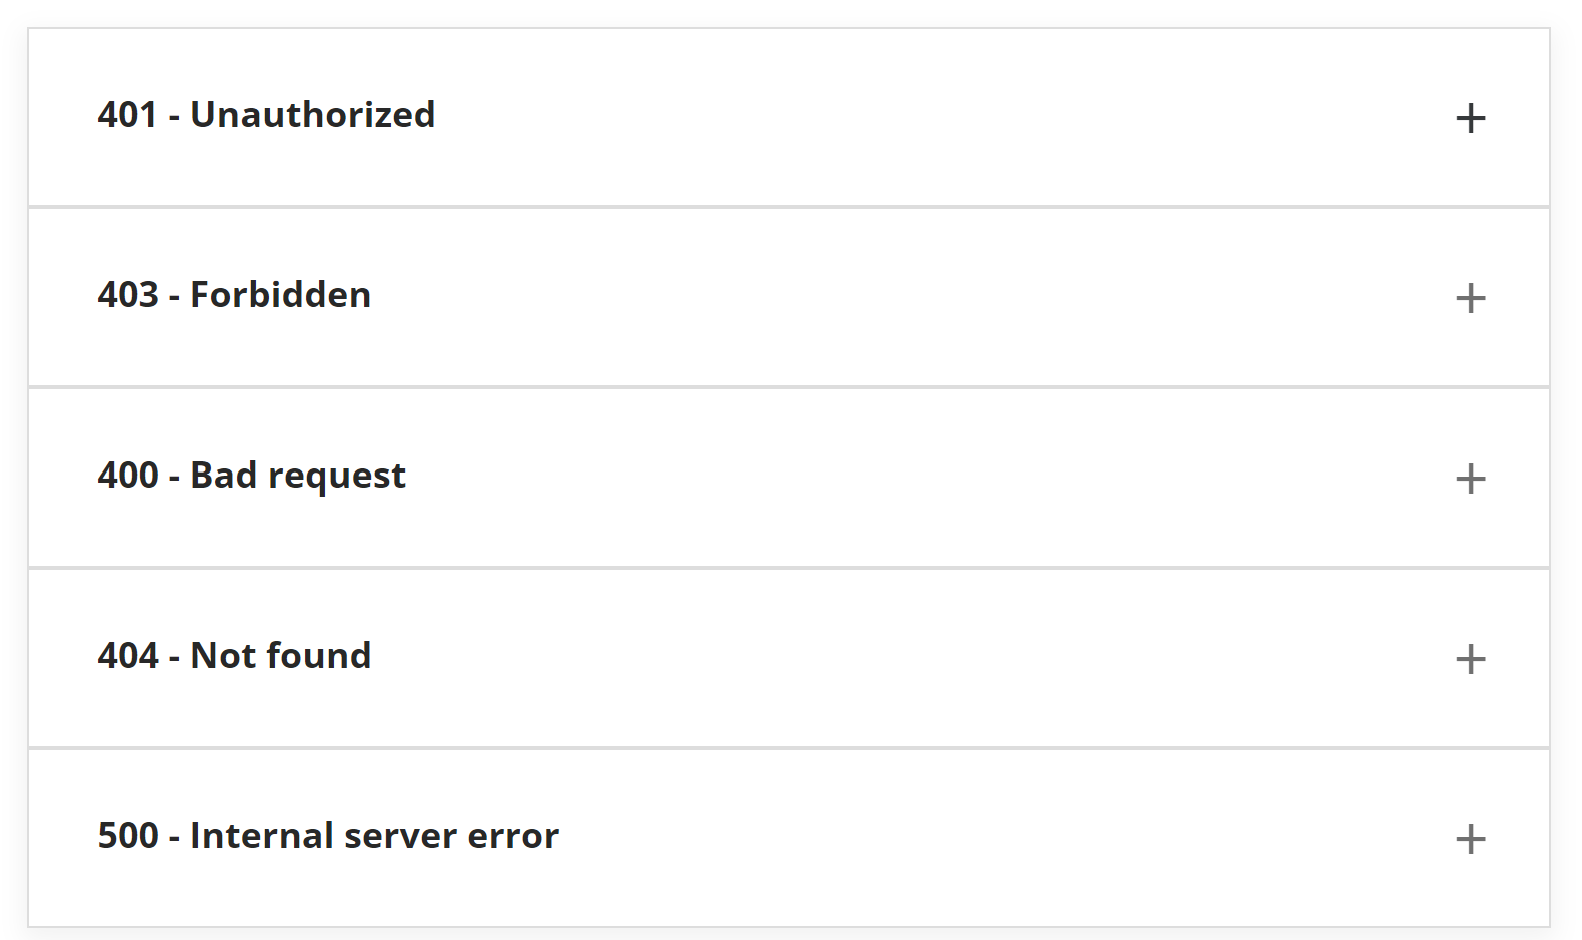 401 - Unauthorized
403 - Forbidden
400 - Bad request
404 - Not found
500 - Internal server error